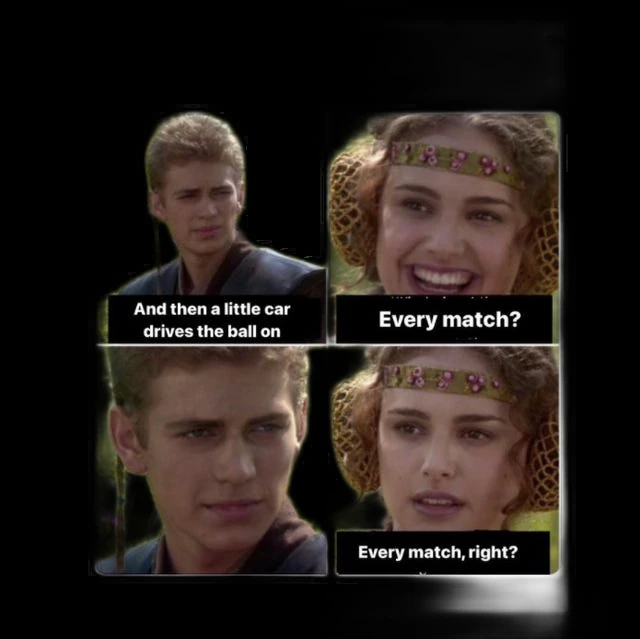 And then a little car
drives the ball on
Every match?
Every match, right?